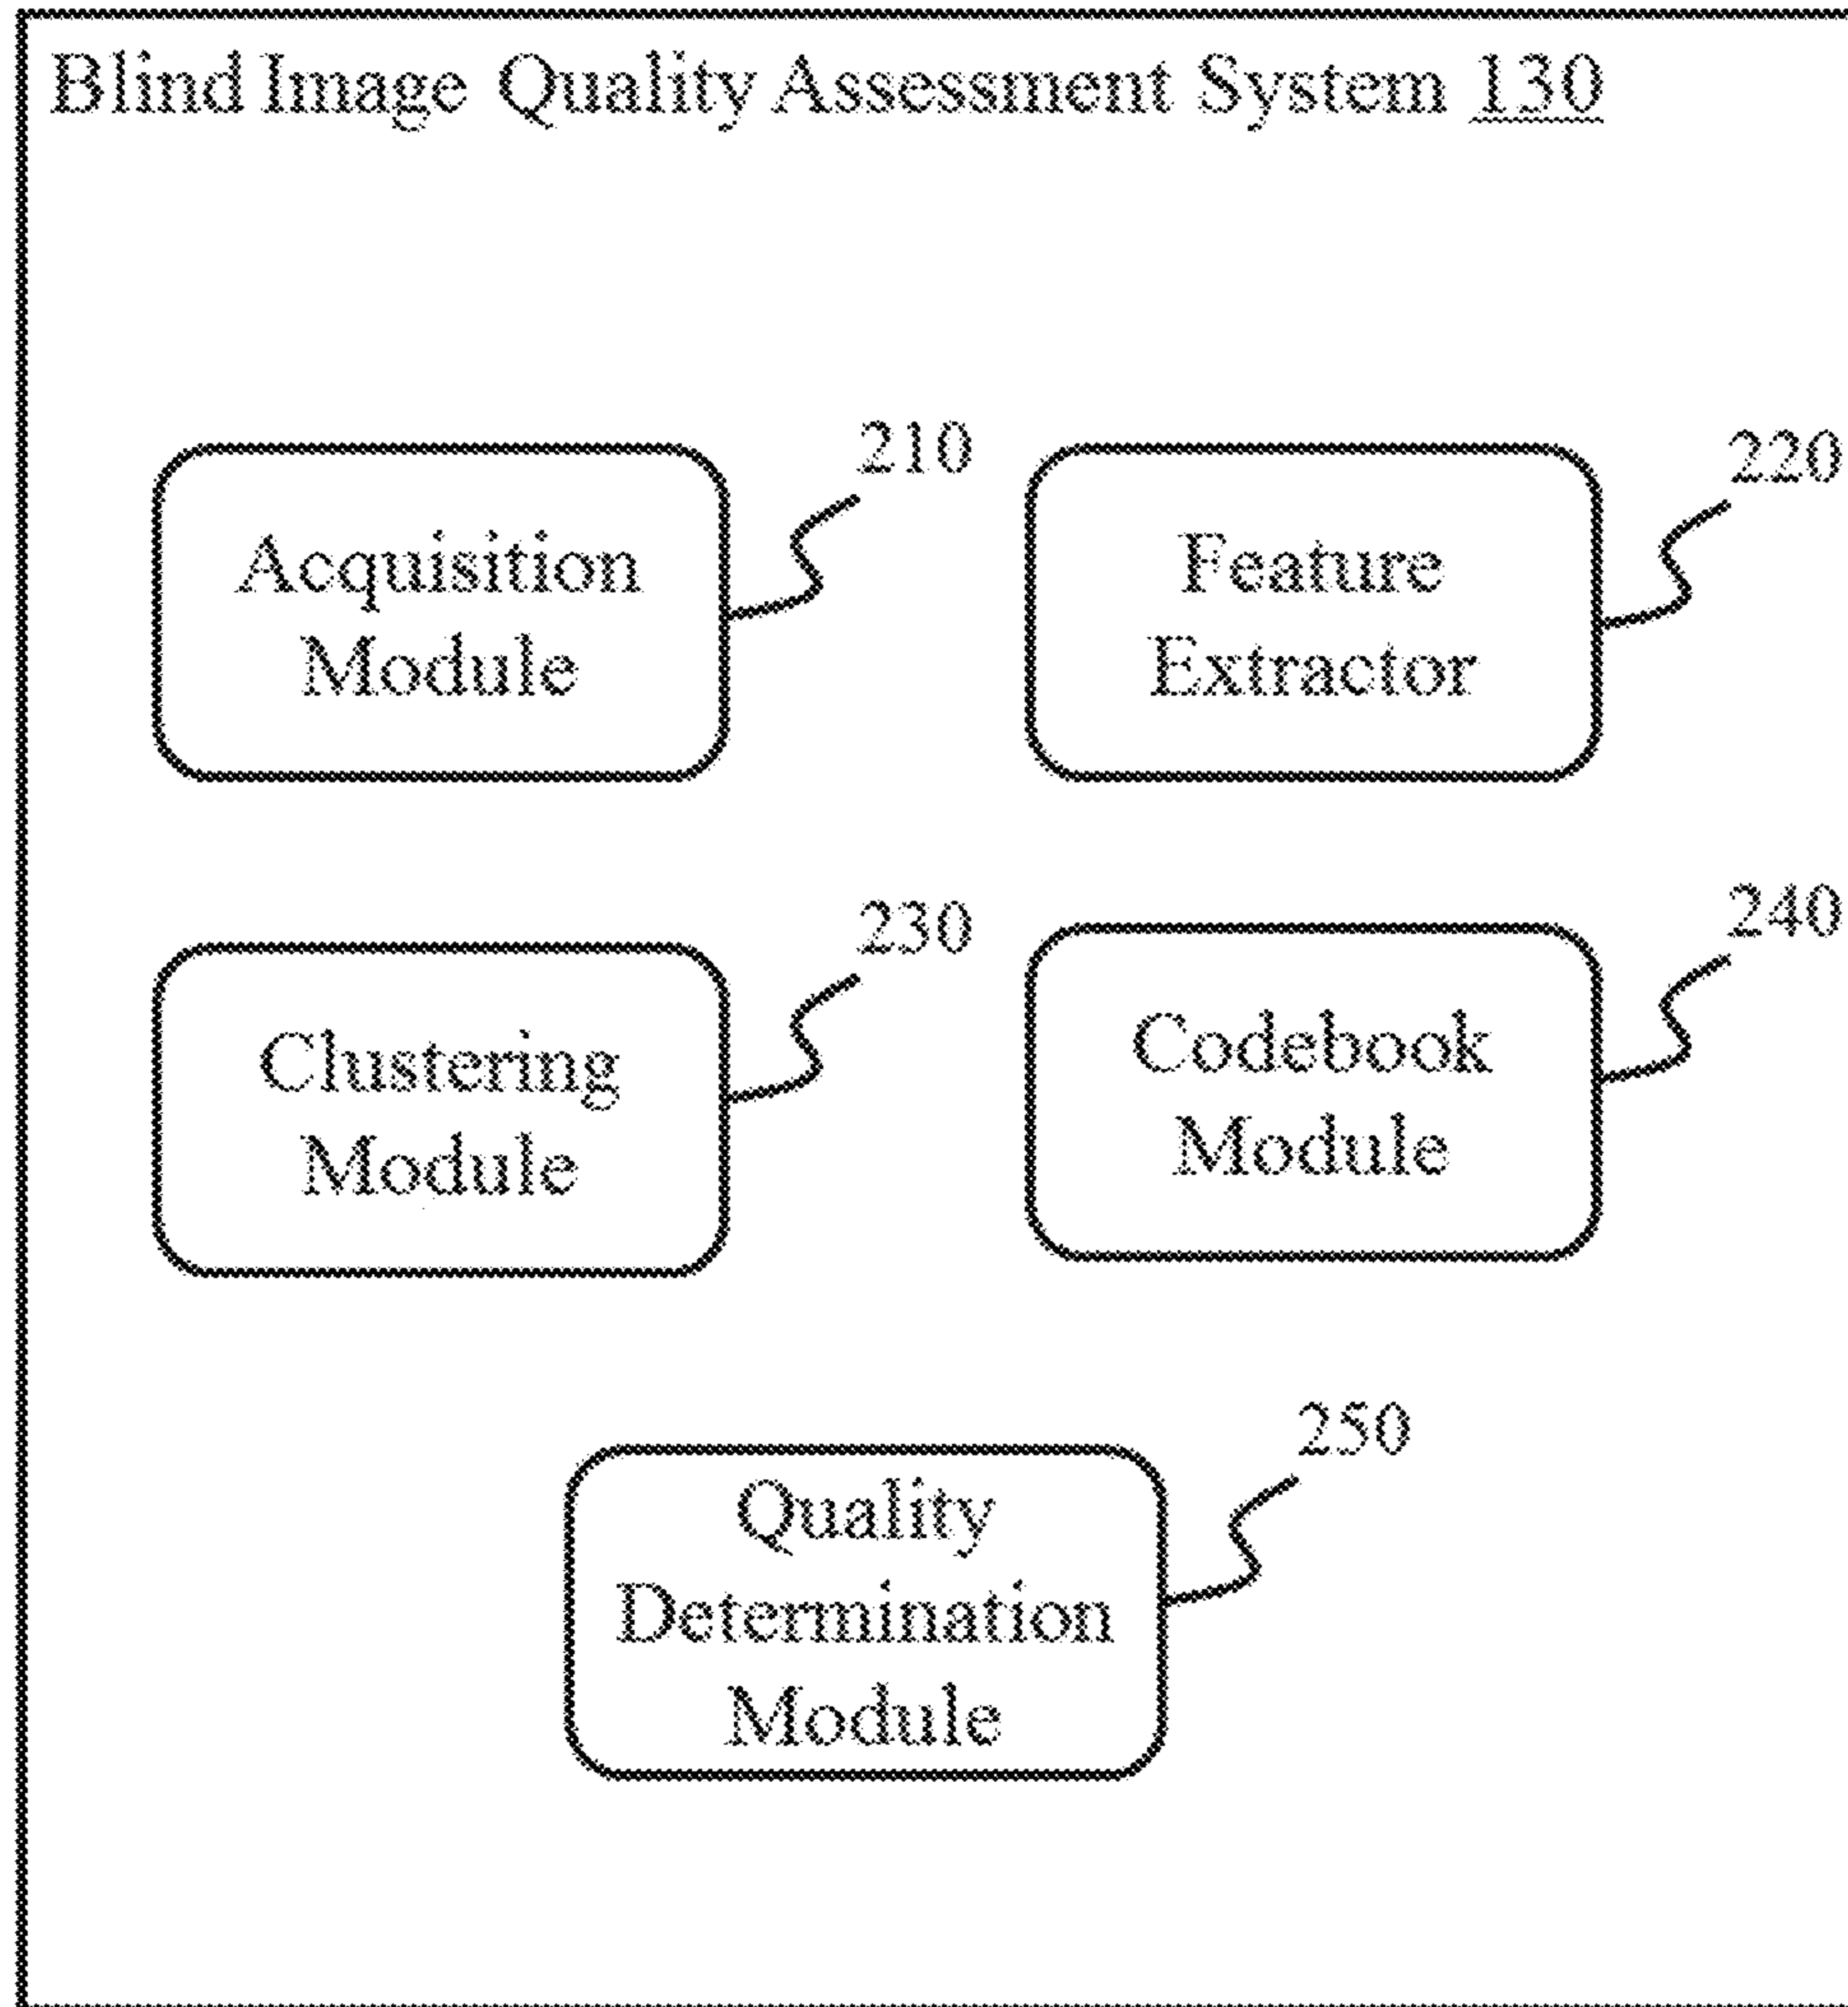 Blind Image Quality Assessment System 130
210
Acquisition
Module
220
Feature
Extractor
230
Clustering
Module
240
Codebook
Module
250
Quality
Determination
Module